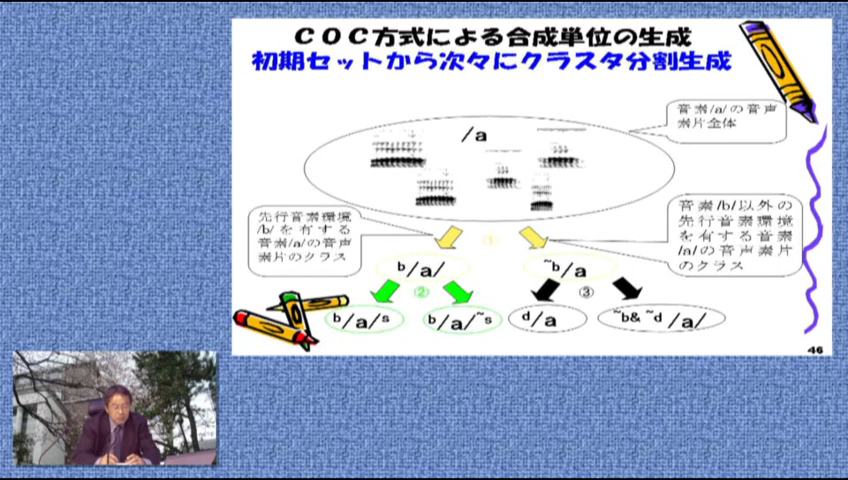 COC方式による合成単位の生成
初期セットから次々にクラスタ分割生成
音素/a/の音声
素片全体
/a
先行音素環境
/b/を有する
音素/a/の音声
素片のクラス
音素/b/以外の
先行音素環境
を有する音素
/a/の音声素片
のクラス
①
b/a/
~b/a
②
③
b/a/s
b/a/~s
d/a
~b& ~d /a/
46